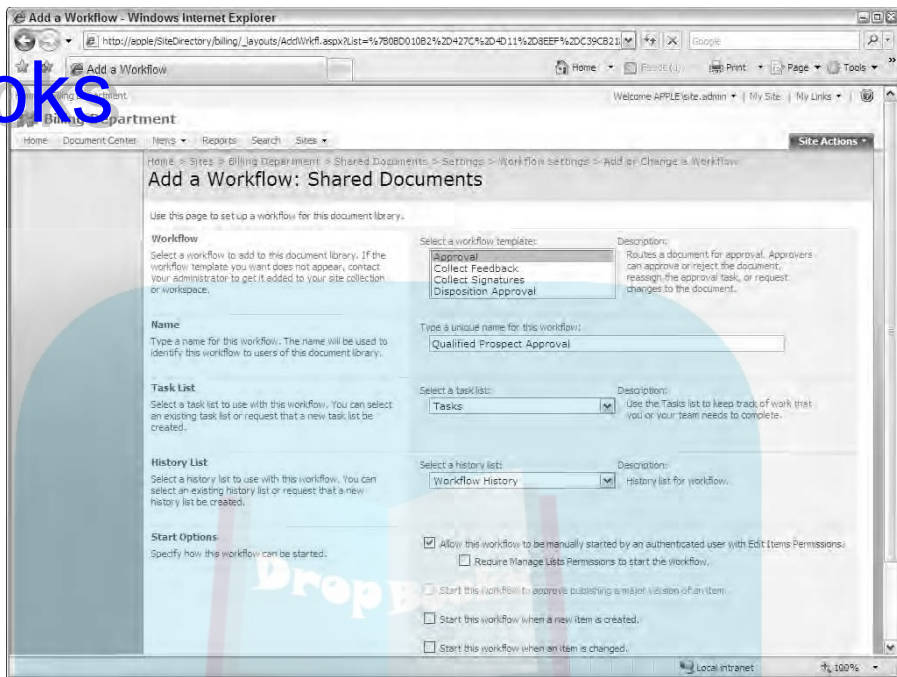 Add a Workflow - Windows Internet Explorer
http://apple/SiteDirectory/billing/_layouts/AddWrkfl.aspx?List=%7B0BD010B2%2D427C%2D4D11%2D8EEF%2DC39CB21
Google
Add a Workflow
Home
Print
Page
Tools
oks
Billing Department
Welcome APPLE\site.admin
My Site
My Links
Billing Department
Home Document Center News Reports Search Sites
Site Actions
Home > Sites > Billing Department > Shared Documents > Settings > Workflow settings > Add or Change a Workflow
Add a Workflow: Shared Documents
Use this page to set up a workflow for this document library.
Workflow
Select a workflow to add to this document library. If the
workflow template you want does not appear, contact
your administrator to get it added to your site collection
or workspace.
Select a workflow template:
Approval
Collect Feedback
Collect Signatures
Disposition Approval
Description:
Routes a document for approval. Approvers
can approve or reject the document,
reassign the approval task, or request
changes to the document.
Name
Type a name for this workflow. The name will be used to
identify this workflow to users of this document library.
Type a unique name for this workflow:
Qualified Prospect Approval
Task List
Select a task list to use with this workflow. You can select
an existing task list or request that a new task list be
created.
Select a task list:
Tasks
Description:
Use the Tasks list to keep track of work that
you or your team needs to complete.
History List
Select a history list to use with this workflow. You can
select an existing history list or request that a new
history list be created.
Select a history list:
Workflow History
Description:
History list for workflow.
Start Options
Specify how this workflow can be started.
Allow this workflow to be manually started by an authenticated user with Edit Items Permissions.
Require Manage Lists Permissions to start the workflow.
Start this workflow to approve publishing a major version of an item.
Start this workflow when a new item is created.
Start this workflow when an item is changed.
Local intranet
100%